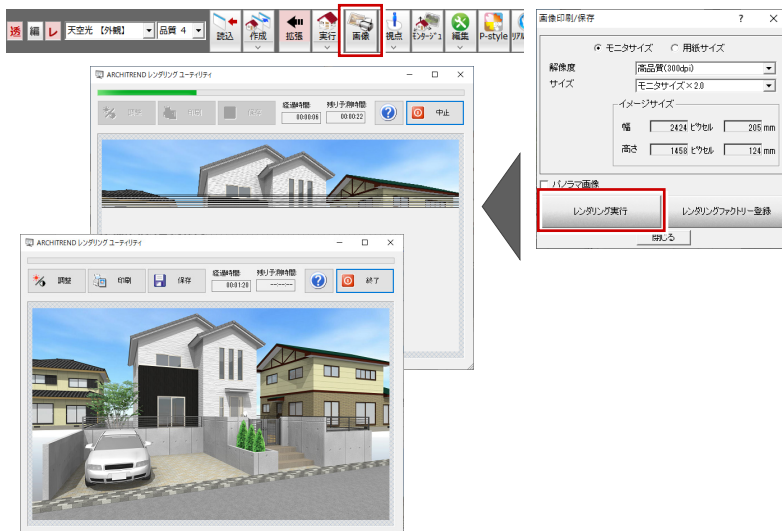 透 編 レ 天空光 【外観】 品質 4 読込 作成 拡張 実行 画像 視点 ﾓﾝﾀｰｼﾞｭ 編集 P-style
画像印刷/保存 ? ×
モニタサイズ 用紙サイズ
解像度 高品質(300dpi)
サイズ モニタサイズ×2.0
イメージサイズ
幅 2424 ピクセル 205 mm
高さ 1458 ピクセル 124 mm
パノラマ画像
レンダリング実行 レンダリングファクトリー登録
閉じる
ARCHITREND レンダリング ユーティリティ
調整 印刷 保存 経過時間: 00:00:06 残り予測時間: 00:00:22 ? 中止
ARCHITREND レンダリング ユーティリティ
調整 印刷 保存 経過時間: 00:01:20 残り予測時間: --:--:-- ? 終了